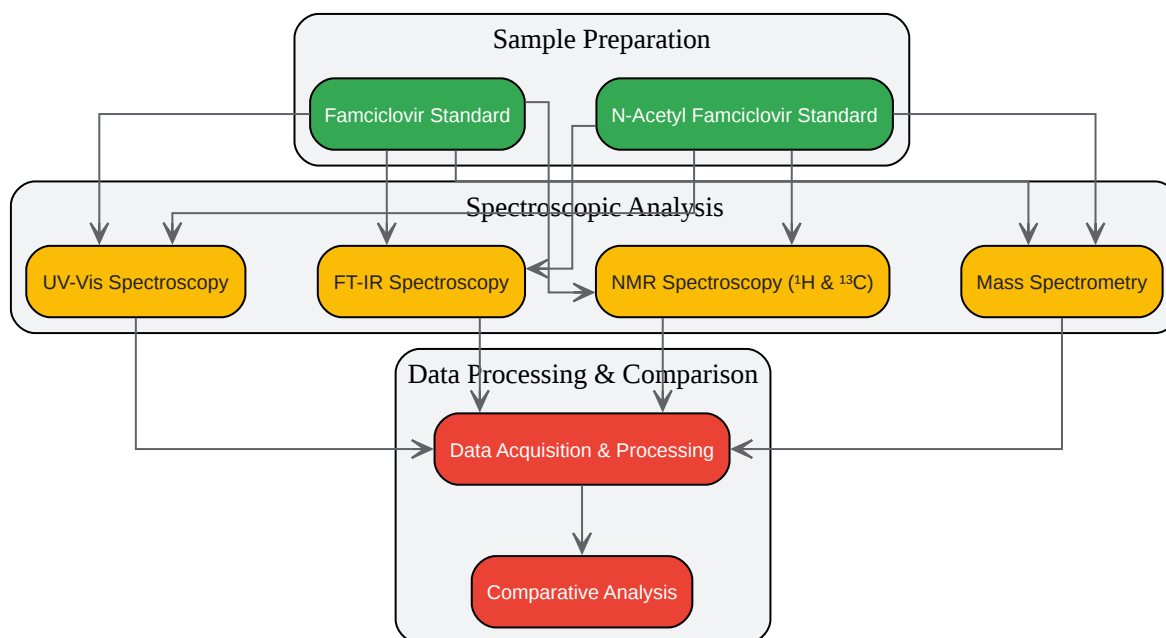 Sample Preparation
Famciclovir Standard
N-Acetyl Famciclovir Standard
Spectroscopic Analysis
UV-Vis Spectroscopy
FT-IR Spectroscopy
NMR Spectroscopy (¹H & ¹³C)
Mass Spectrometry
Data Processing & Comparison
Data Acquisition & Processing
Comparative Analysis